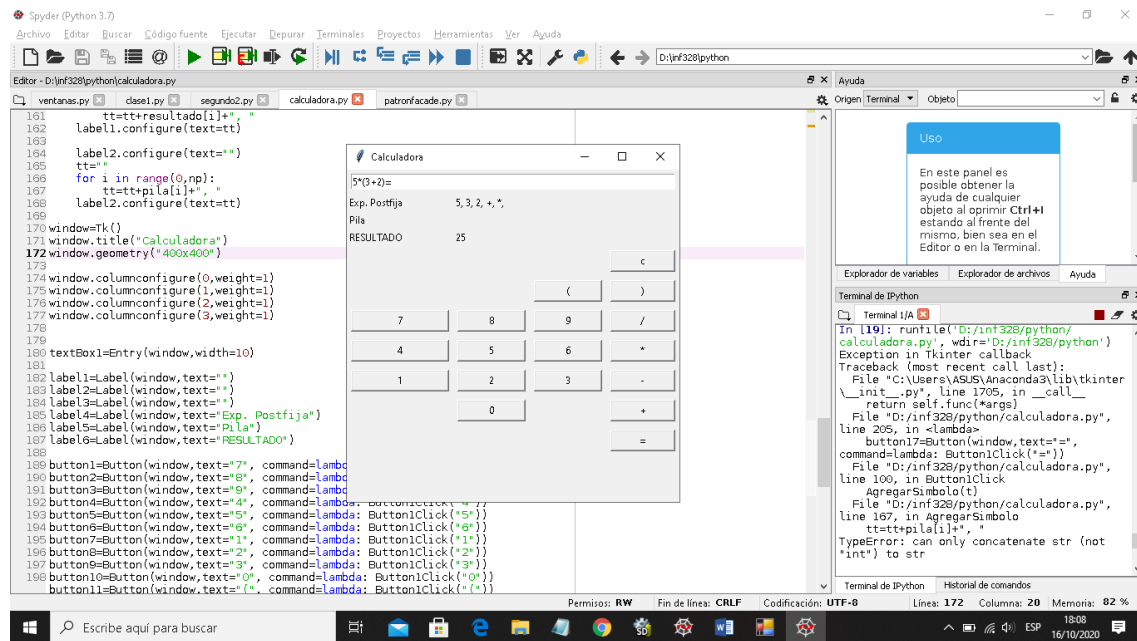 Spyder (Python 3.7)
Archivo Editar Buscar Código fuente Ejecutar Depurar Terminales Proyectos Herramientas Ver Ayuda
D:\inf328\python
Editor - D:\inf328\python\calculadora.py
ventanas.py clase1.py segundo2.py calculadora.py patronfacade.py
161 tt=tt+resultado[i]+", "
162 label1.configure(text=tt)
163
164 label2.configure(text="")
165 tt=""
166 for i in range(0,np):
167 tt=tt+pila[i]+", "
168 label2.configure(text=tt)
169
170 window=Tk()
171 window.title("Calculadora")
172 window.geometry("400x400")
173
174 window.columnconfigure(0,weight=1)
175 window.columnconfigure(1,weight=1)
176 window.columnconfigure(2,weight=1)
177 window.columnconfigure(3,weight=1)
178
179
180 textBox1=Entry(window,width=10)
181
182 label1=Label(window,text="")
183 label2=Label(window,text="")
184 label3=Label(window,text="")
185 label4=Label(window,text="Exp. Postfija")
186 label5=Label(window,text="Pila")
187 label6=Label(window,text="RESULTADO")
188
189 button1=Button(window,text="7", command=lambd
190 button2=Button(window,text="8", command=lambd
191 button3=Button(window,text="9", command=lambd
192 button4=Button(window,text="4", command=lambda: Button1Click("4"))
193 button5=Button(window,text="5", command=lambda: Button1Click("5"))
194 button6=Button(window,text="6", command=lambda: Button1Click("6"))
195 button7=Button(window,text="1", command=lambda: Button1Click("1"))
196 button8=Button(window,text="2", command=lambda: Button1Click("2"))
197 button9=Button(window,text="3", command=lambda: Button1Click("3"))
198 button10=Button(window,text="0", command=lambda: Button1Click("0"))
button11=Button(window,text="(", command=lambda: Button1Click("("))
Calculadora
5*(3+2)=
Exp. Postfija 5, 3, 2, +, *,
Pila
RESULTADO 25
c
( )
7 8 9 /
4 5 6 *
1 2 3 -
0 +
=
Ayuda
Origen Terminal Objeto
Uso
En este panel es
posible obtener la
ayuda de cualquier
objeto al oprimir Ctrl+I
estando al frente del
mismo, bien sea en el
Editor o en la Terminal.
Explorador de variables Explorador de archivos Ayuda
Terminal de IPython
Terminal 1/A
In [19]: runfile('D:/inf328/python/
calculadora.py', wdir='D:/inf328/python')
Exception in Tkinter callback
Traceback (most recent call last):
File "C:\Users\ASUS\Anaconda3\lib\tkinter
\__init__.py", line 1705, in __call__
return self.func(*args)
File "D:/inf328/python/calculadora.py",
line 205, in <lambda>
button17=Button(window,text="=",
command=lambda: Button1Click("="))
File "D:/inf328/python/calculadora.py",
line 100, in Button1Click
AgregarSimbolo(t)
File "D:/inf328/python/calculadora.py",
line 167, in AgregarSimbolo
tt=tt+pila[i]+", "
TypeError: can only concatenate str (not
"int") to str
Terminal de IPython Historial de comandos
Permisos: RW Fin de línea: CRLF Codificación: UTF-8 Línea: 172 Columna: 20 Memoria: 82 %
Escribe aquí para buscar
ESP
18:08
16/10/2020